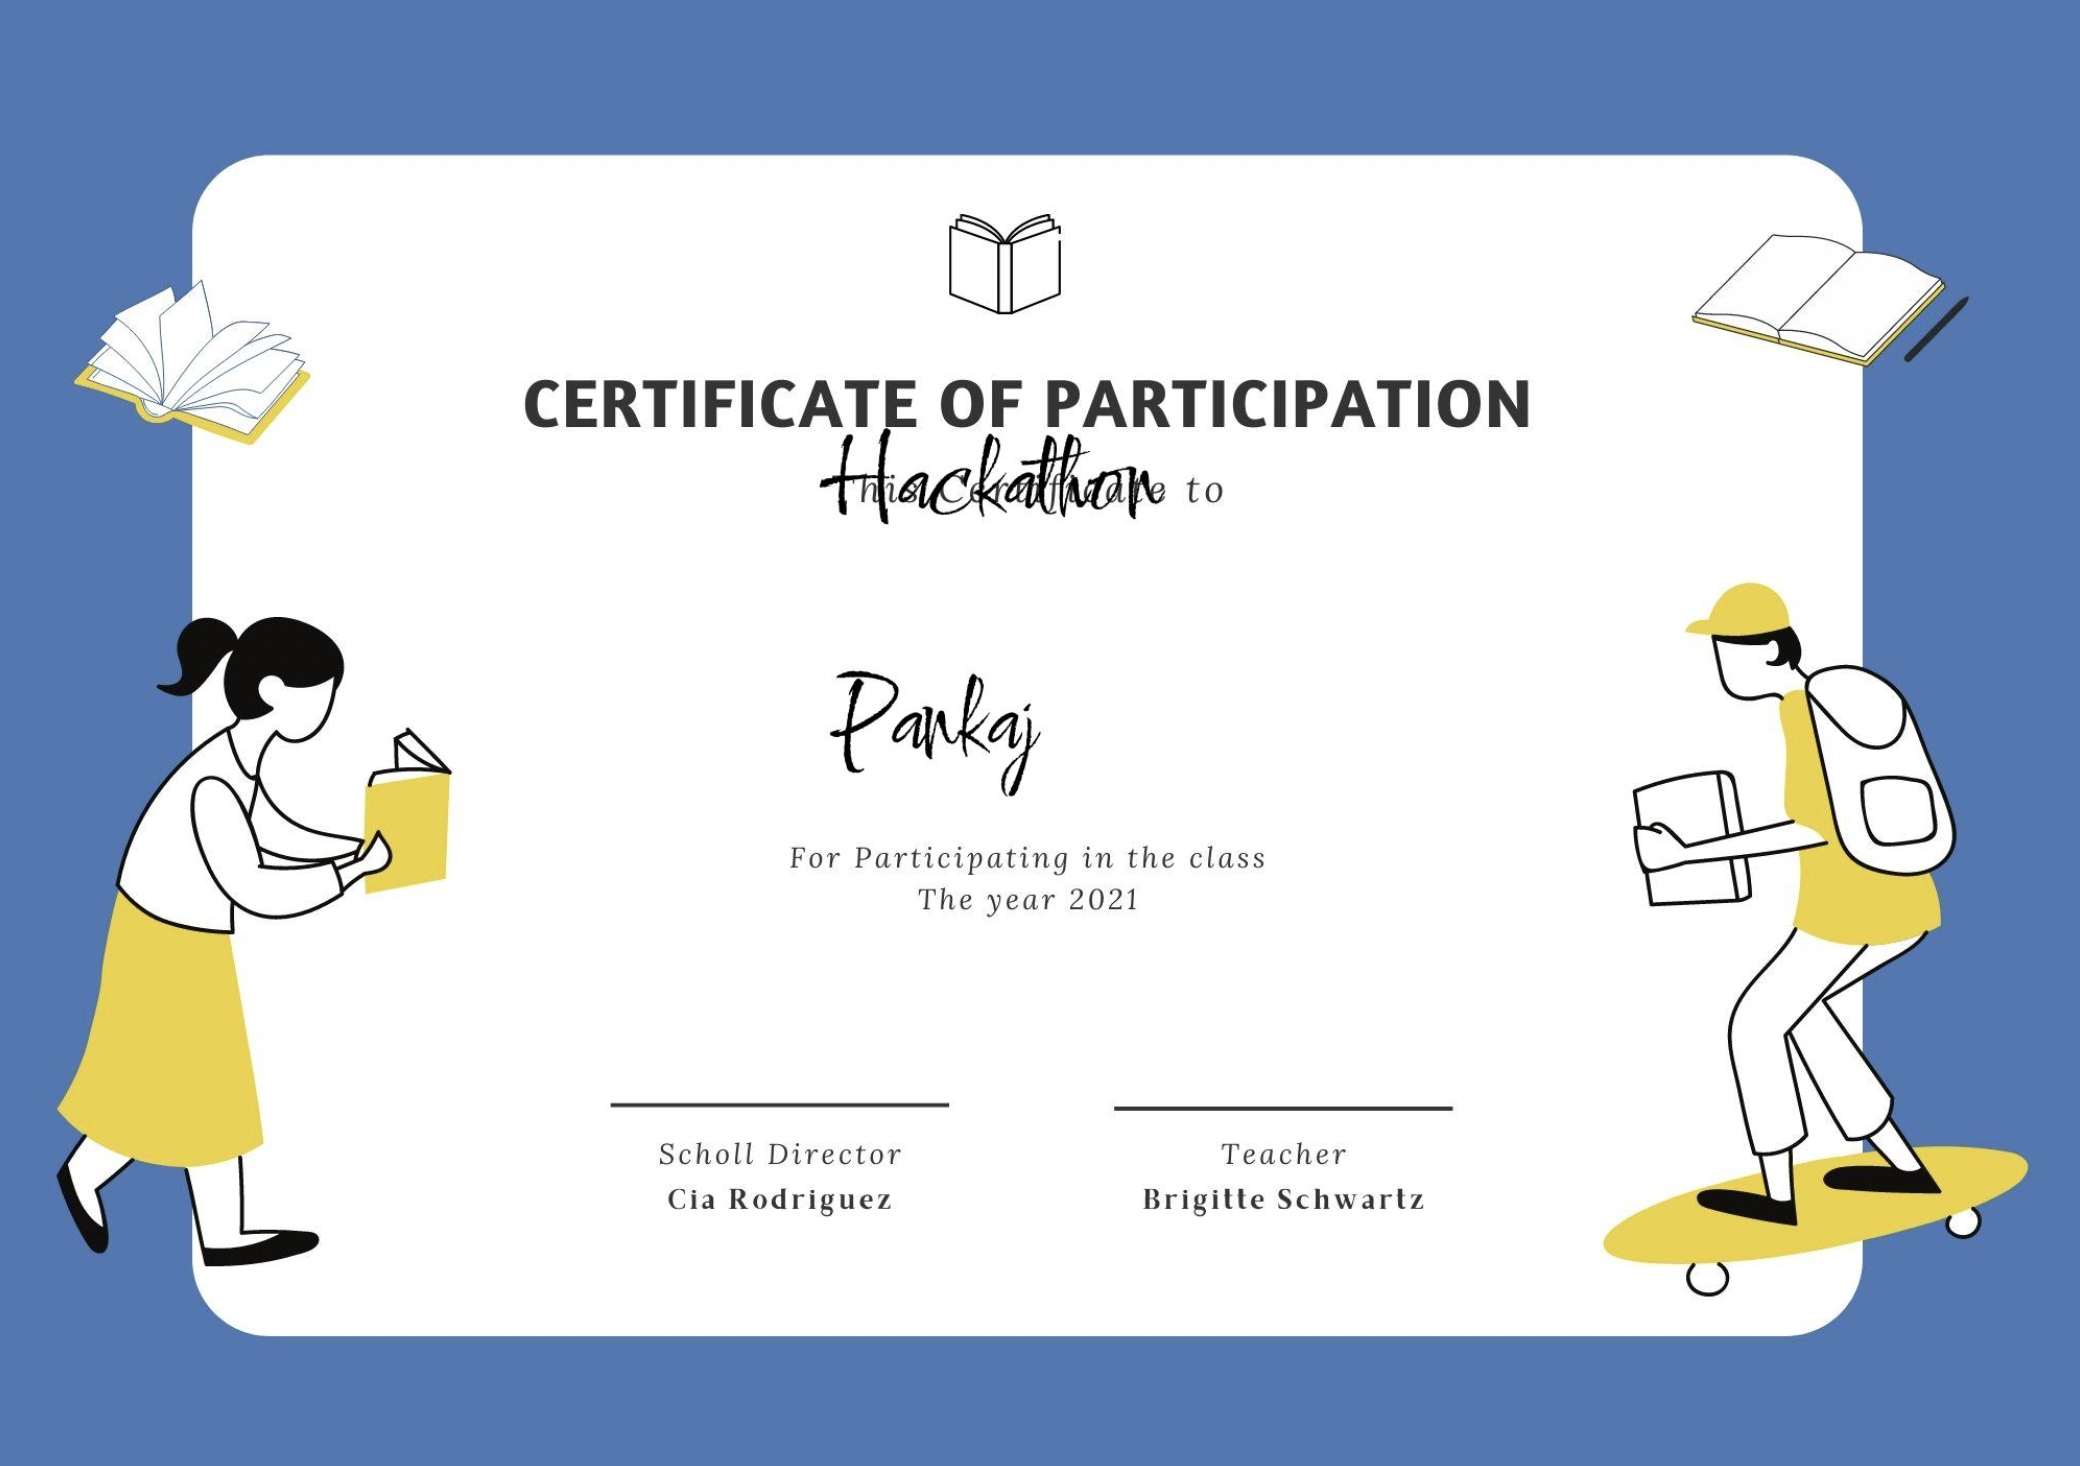 CERTIFICATE OF PARTICIPATION
Hackathon
This Certificate to
Pankaj
For Participating in the class
The year 2021
Scholl Director
Cia Rodriguez
Teacher
Brigitte Schwartz